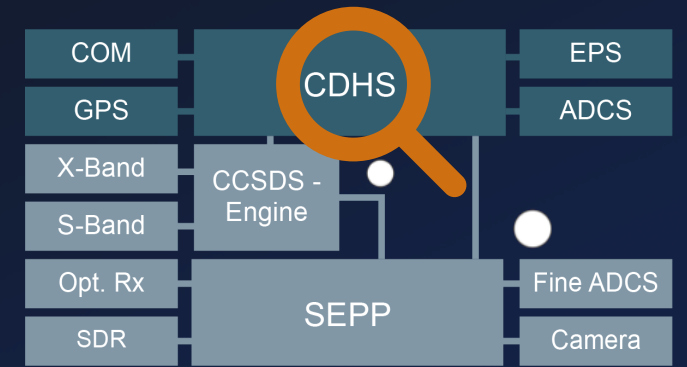 COM
CDHS
EPS
GPS
ADCS
X-Band
CCSDS -
Engine
S-Band
Opt. Rx
SEPP
Fine ADCS
SDR
Camera